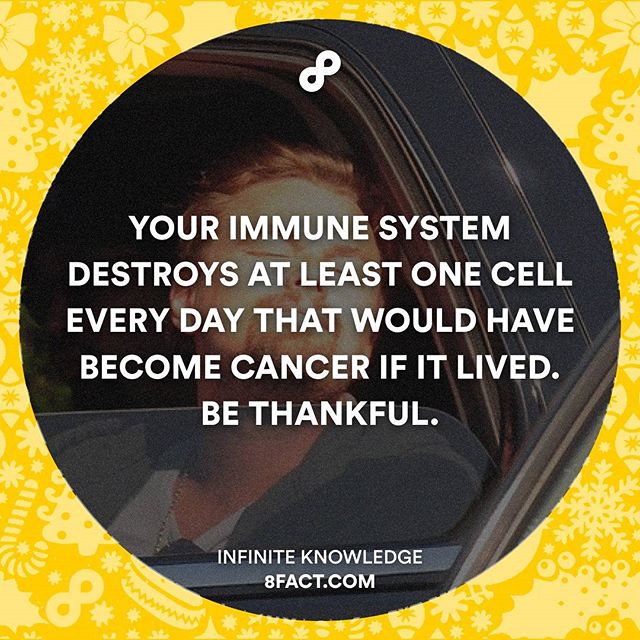 YOUR IMMUNE SYSTEM
DESTROYS AT LEAST ONE CELL
EVERY DAY THAT WOULD HAVE
BECOME CANCER IF IT LIVED.
BE THANKFUL.
INFINITE KNOWLEDGE
8FACT.COM